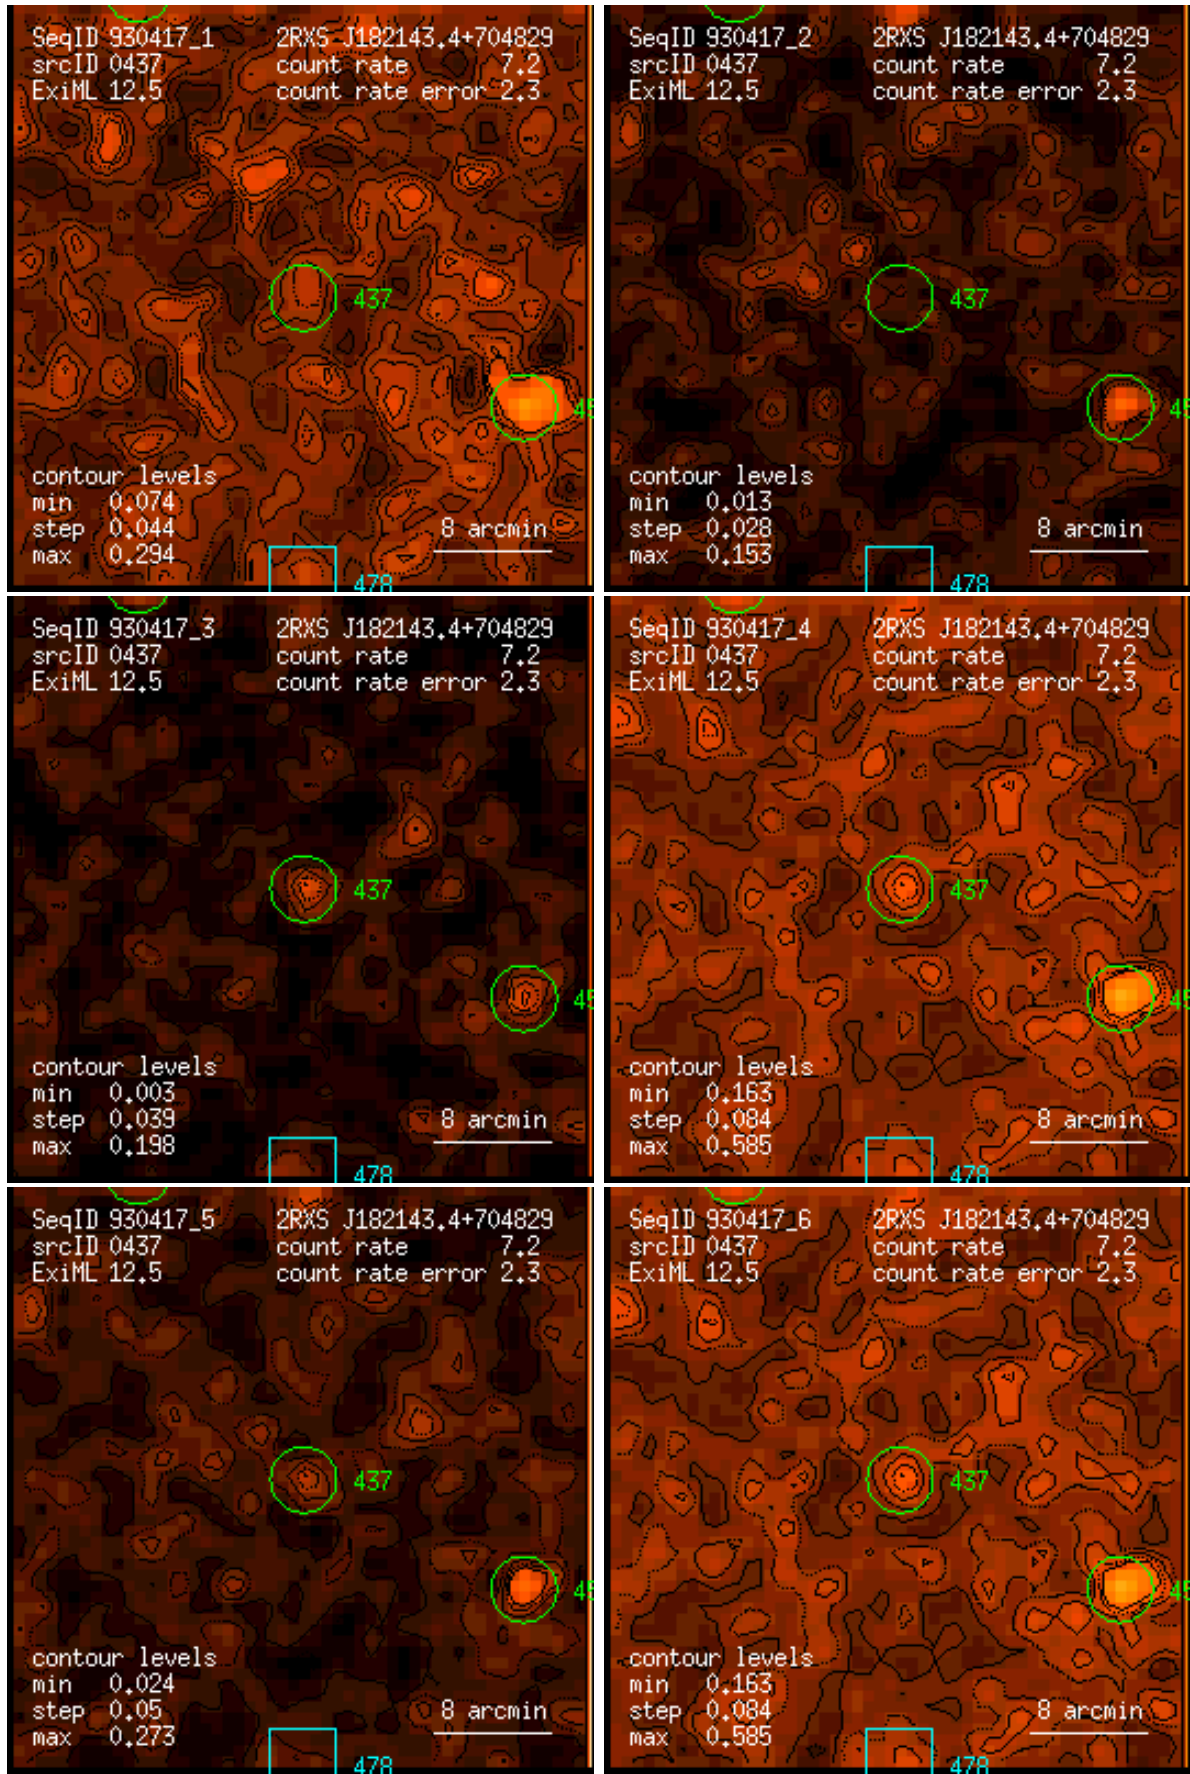 SeqID 930417_1 2RXS J182143.4+704829
srcID 0437 count rate 7.2
ExiML 12.5 count rate error 2.3
437
45
contour levels
min 0.074
step 0.044 8 arcmin
max 0.294
478
SeqID 930417_2 2RXS J182143.4+704829
srcID 0437 count rate 7.2
ExiML 12.5 count rate error 2.3
437
45
contour levels
min 0.013
step 0.028 8 arcmin
max 0.153
478
SeqID 930417_3 2RXS J182143.4+704829
srcID 0437 count rate 7.2
ExiML 12.5 count rate error 2.3
437
45
contour levels
min 0.003
step 0.039 8 arcmin
max 0.198
478
SeqID 930417_4 2RXS J182143.4+704829
srcID 0437 count rate 7.2
ExiML 12.5 count rate error 2.3
437
45
contour levels
min 0.163
step 0.084 8 arcmin
max 0.585
478
SeqID 930417_5 2RXS J182143.4+704829
srcID 0437 count rate 7.2
ExiML 12.5 count rate error 2.3
437
45
contour levels
min 0.024
step 0.05 8 arcmin
max 0.273
478
SeqID 930417_6 2RXS J182143.4+704829
srcID 0437 count rate 7.2
ExiML 12.5 count rate error 2.3
437
45
contour levels
min 0.163
step 0.084 8 arcmin
max 0.585
478